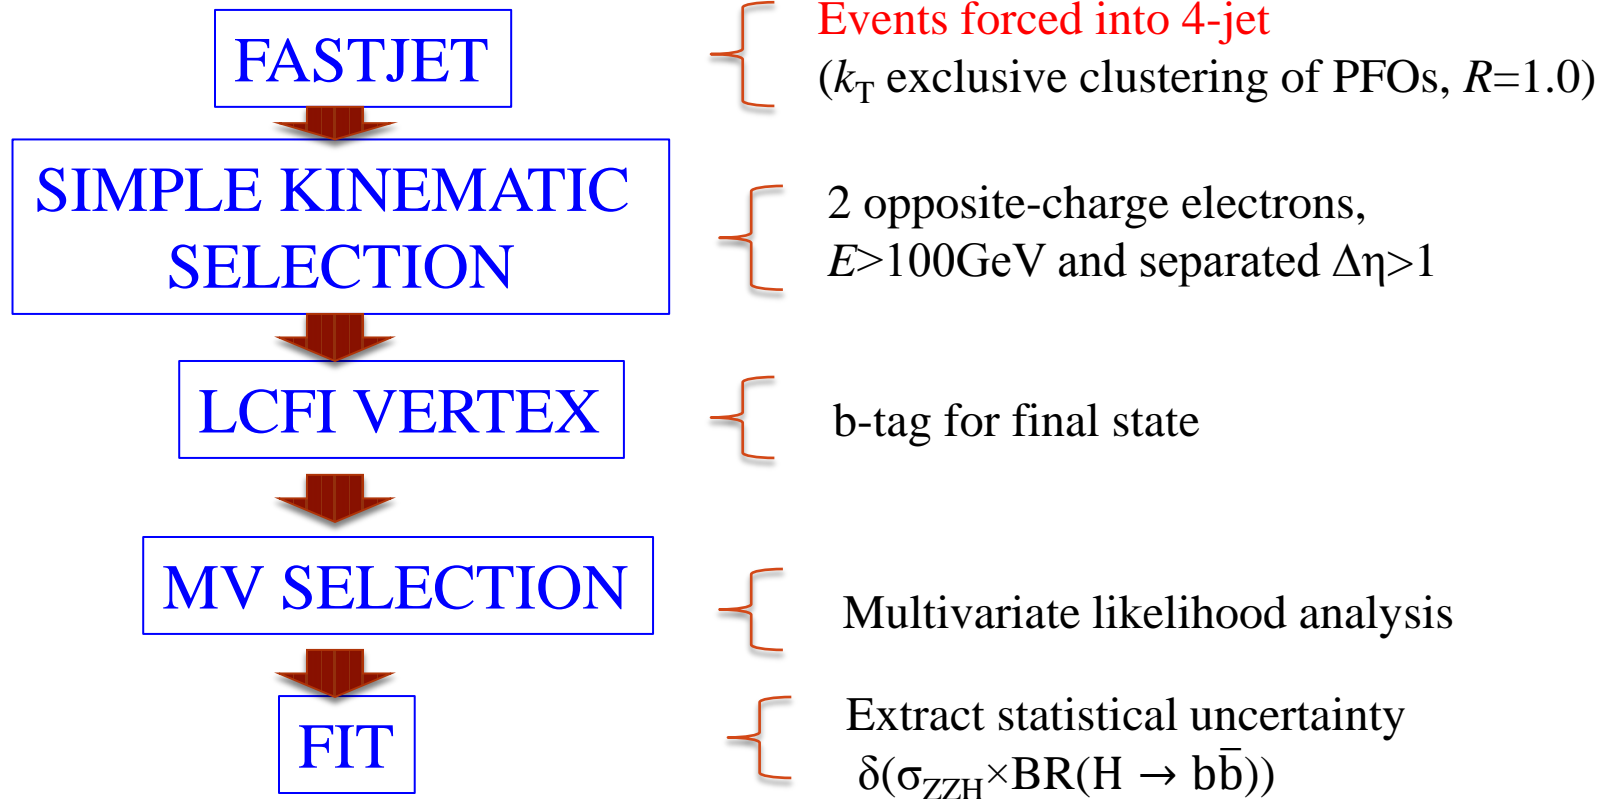 FASTJET
Events forced into 4-jet
(kT exclusive clustering of PFOs, R=1.0)
SIMPLE KINEMATIC
SELECTION
2 opposite-charge electrons,
E>100GeV and separated Δη>1
LCFI VERTEX
b-tag for final state
MV SELECTION
Multivariate likelihood analysis
FIT
Extract statistical uncertainty
δ(σZZH×BR(H → bb̄))